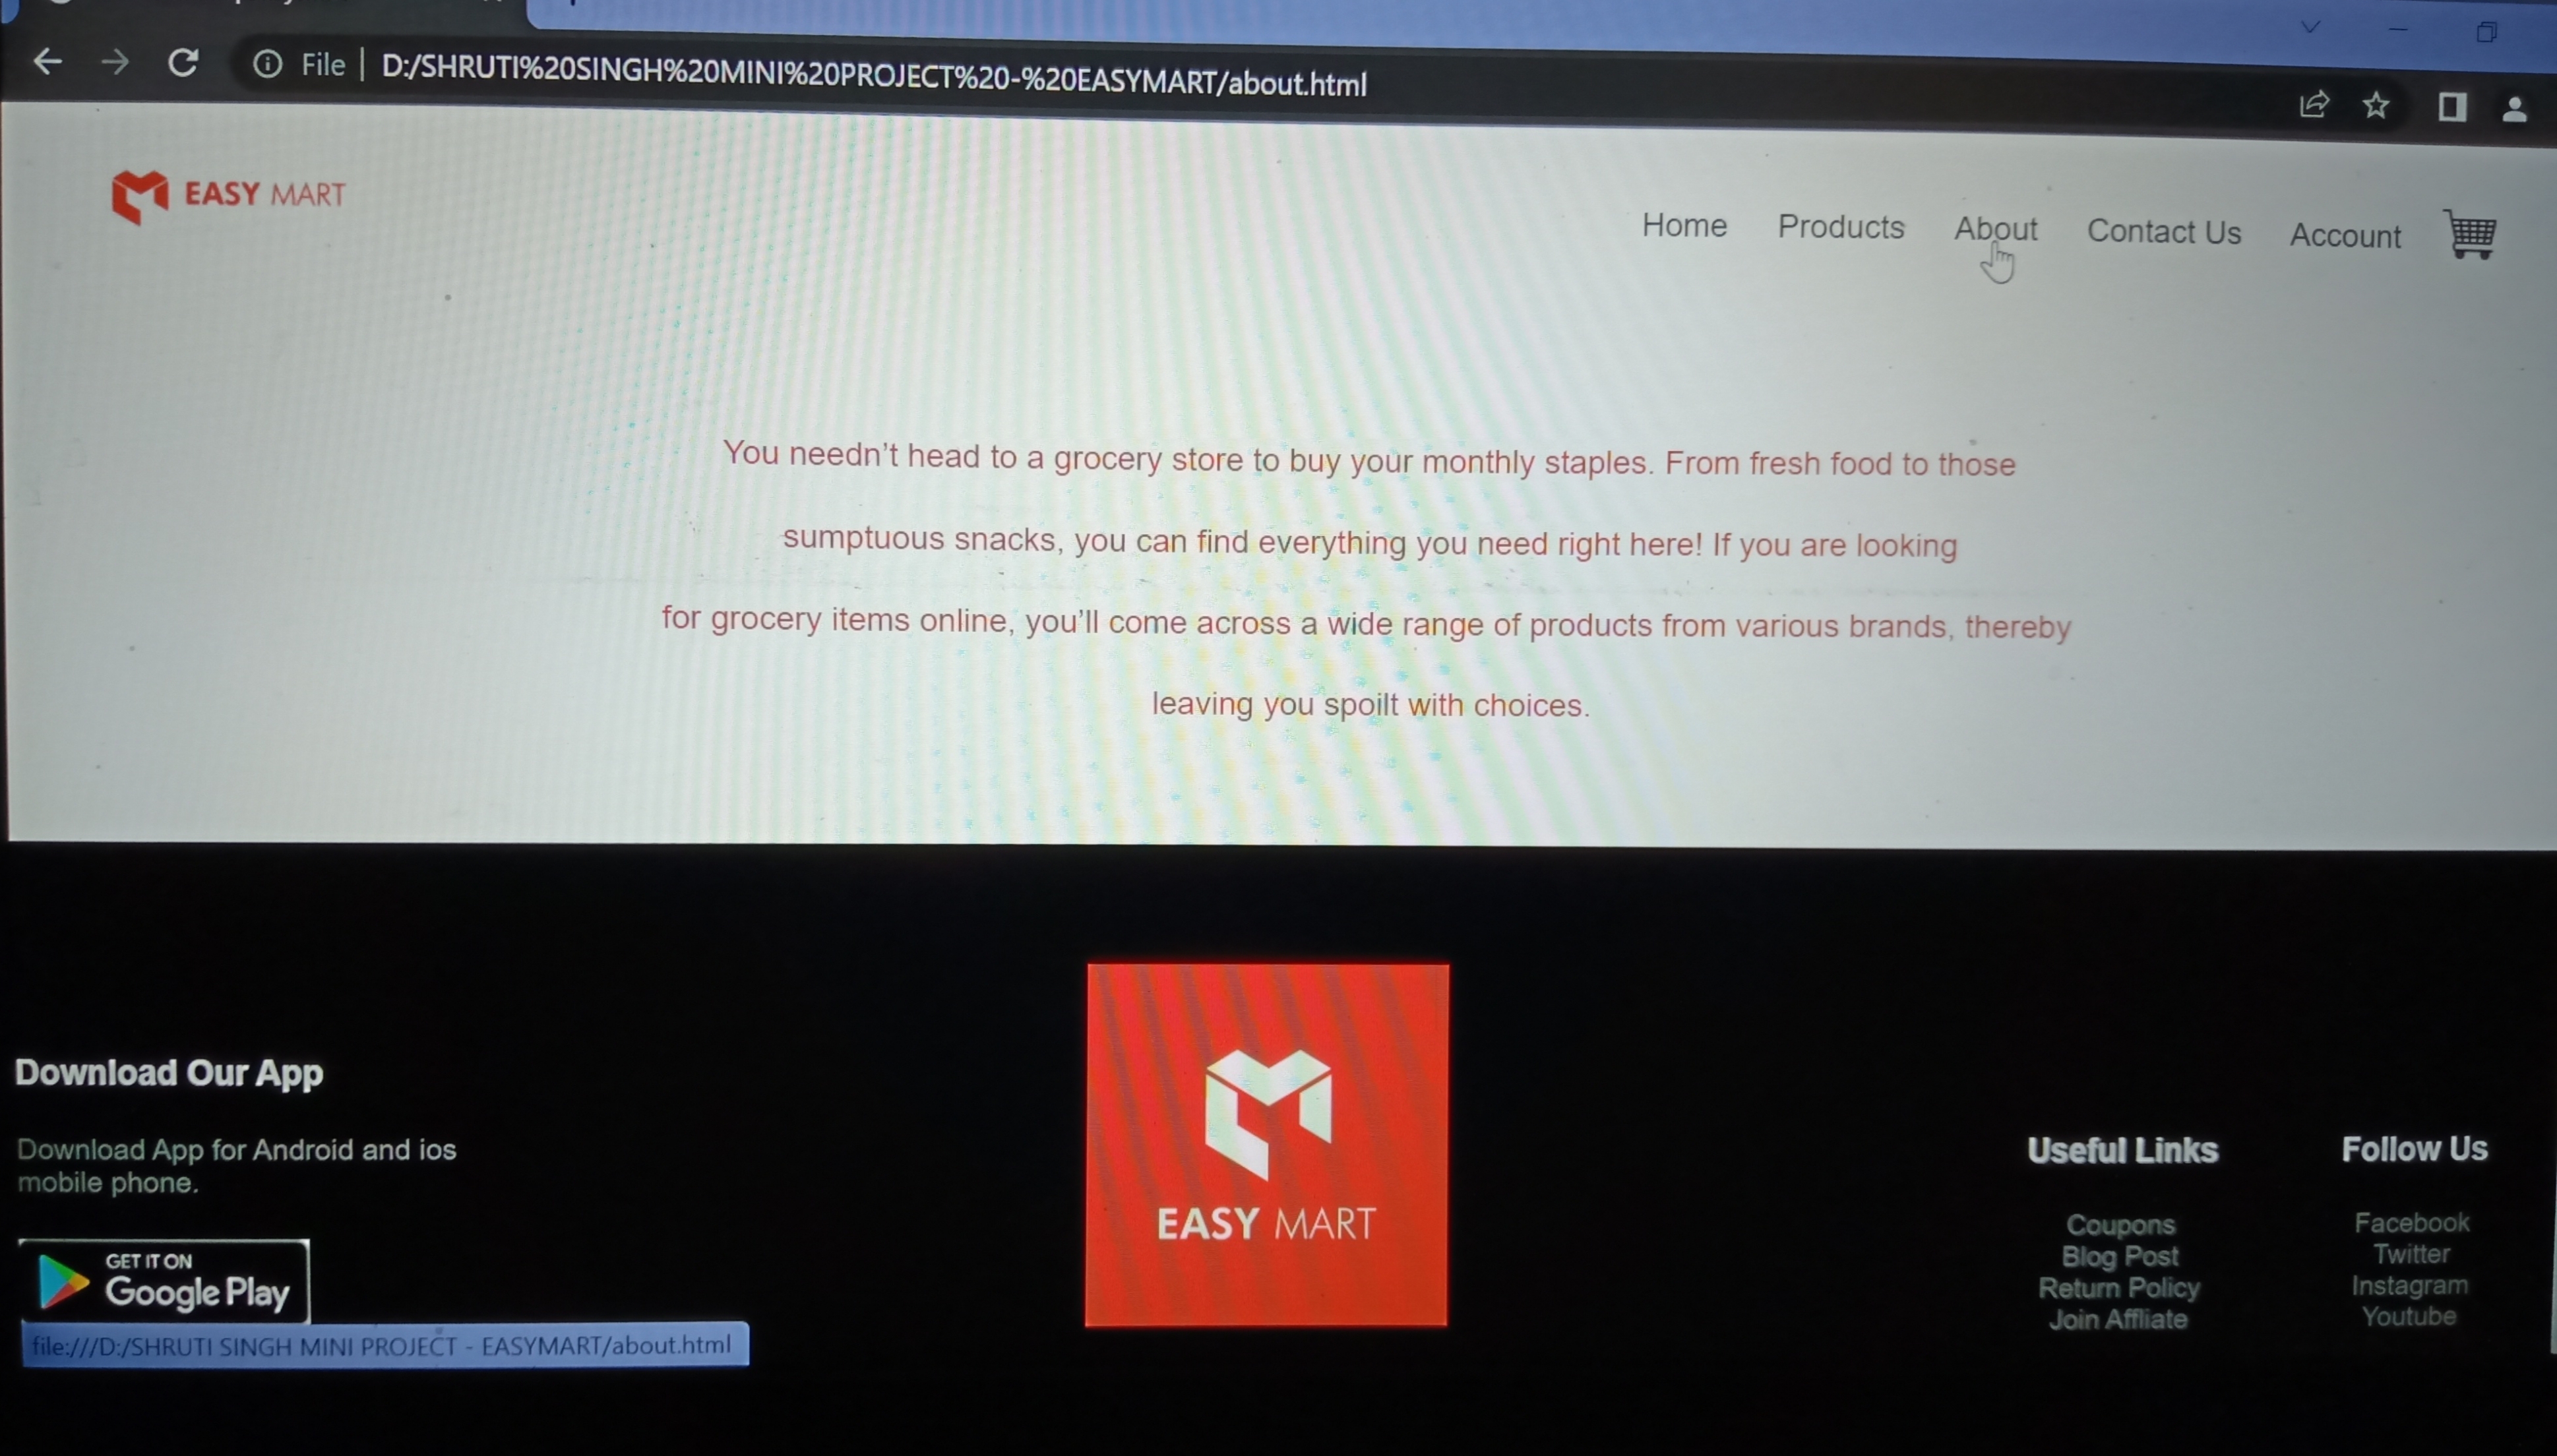 File | D:/SHRUTI%20SINGH%20MINI%20PROJECT%20-%20EASYMART/about.html
EASY MART
Home Products About Contact Us Account
You needn't head to a grocery store to buy your monthly staples. From fresh food to those
sumptuous snacks, you can find everything you need right here! If you are looking
for grocery items online, you'll come across a wide range of products from various brands, thereby
leaving you spoilt with choices.
Download Our App
Download App for Android and ios
mobile phone.
GET IT ON
Google Play
EASY MART
Useful Links
Coupons
Blog Post
Return Policy
Join Affliate
Follow Us
Facebook
Twitter
Instagram
Youtube
file:///D:/SHRUTI SINGH MINI PROJECT - EASYMART/about.html